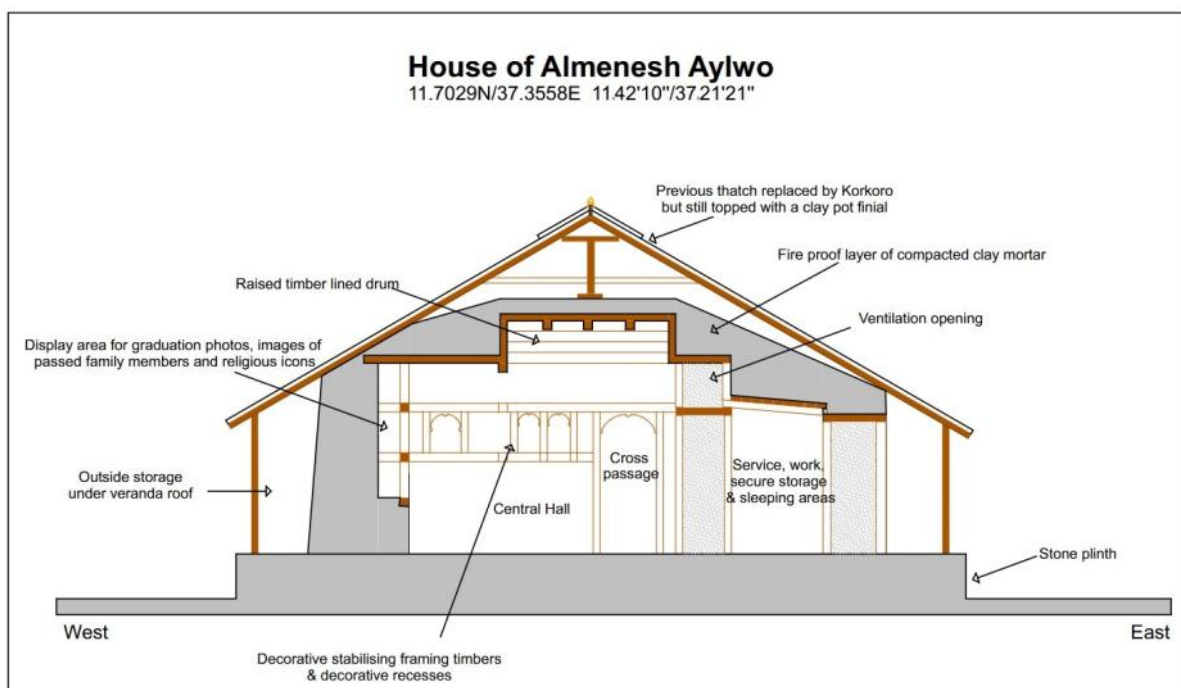 House of Almenesh Aylwo
11.7029N/37.3558E 11.42'10"/37.21'21"
Previous thatch replaced by Korkoro
but still topped with a clay pot finial
Fire proof layer of compacted clay mortar
Raised timber lined drum
Ventilation opening
Display area for graduation photos, images of
passed family members and religious icons
Cross
passage
Service, work,
secure storage
& sleeping areas
Outside storage
under veranda roof
Central Hall
Stone plinth
West
East
Decorative stabilising framing timbers
& decorative recesses